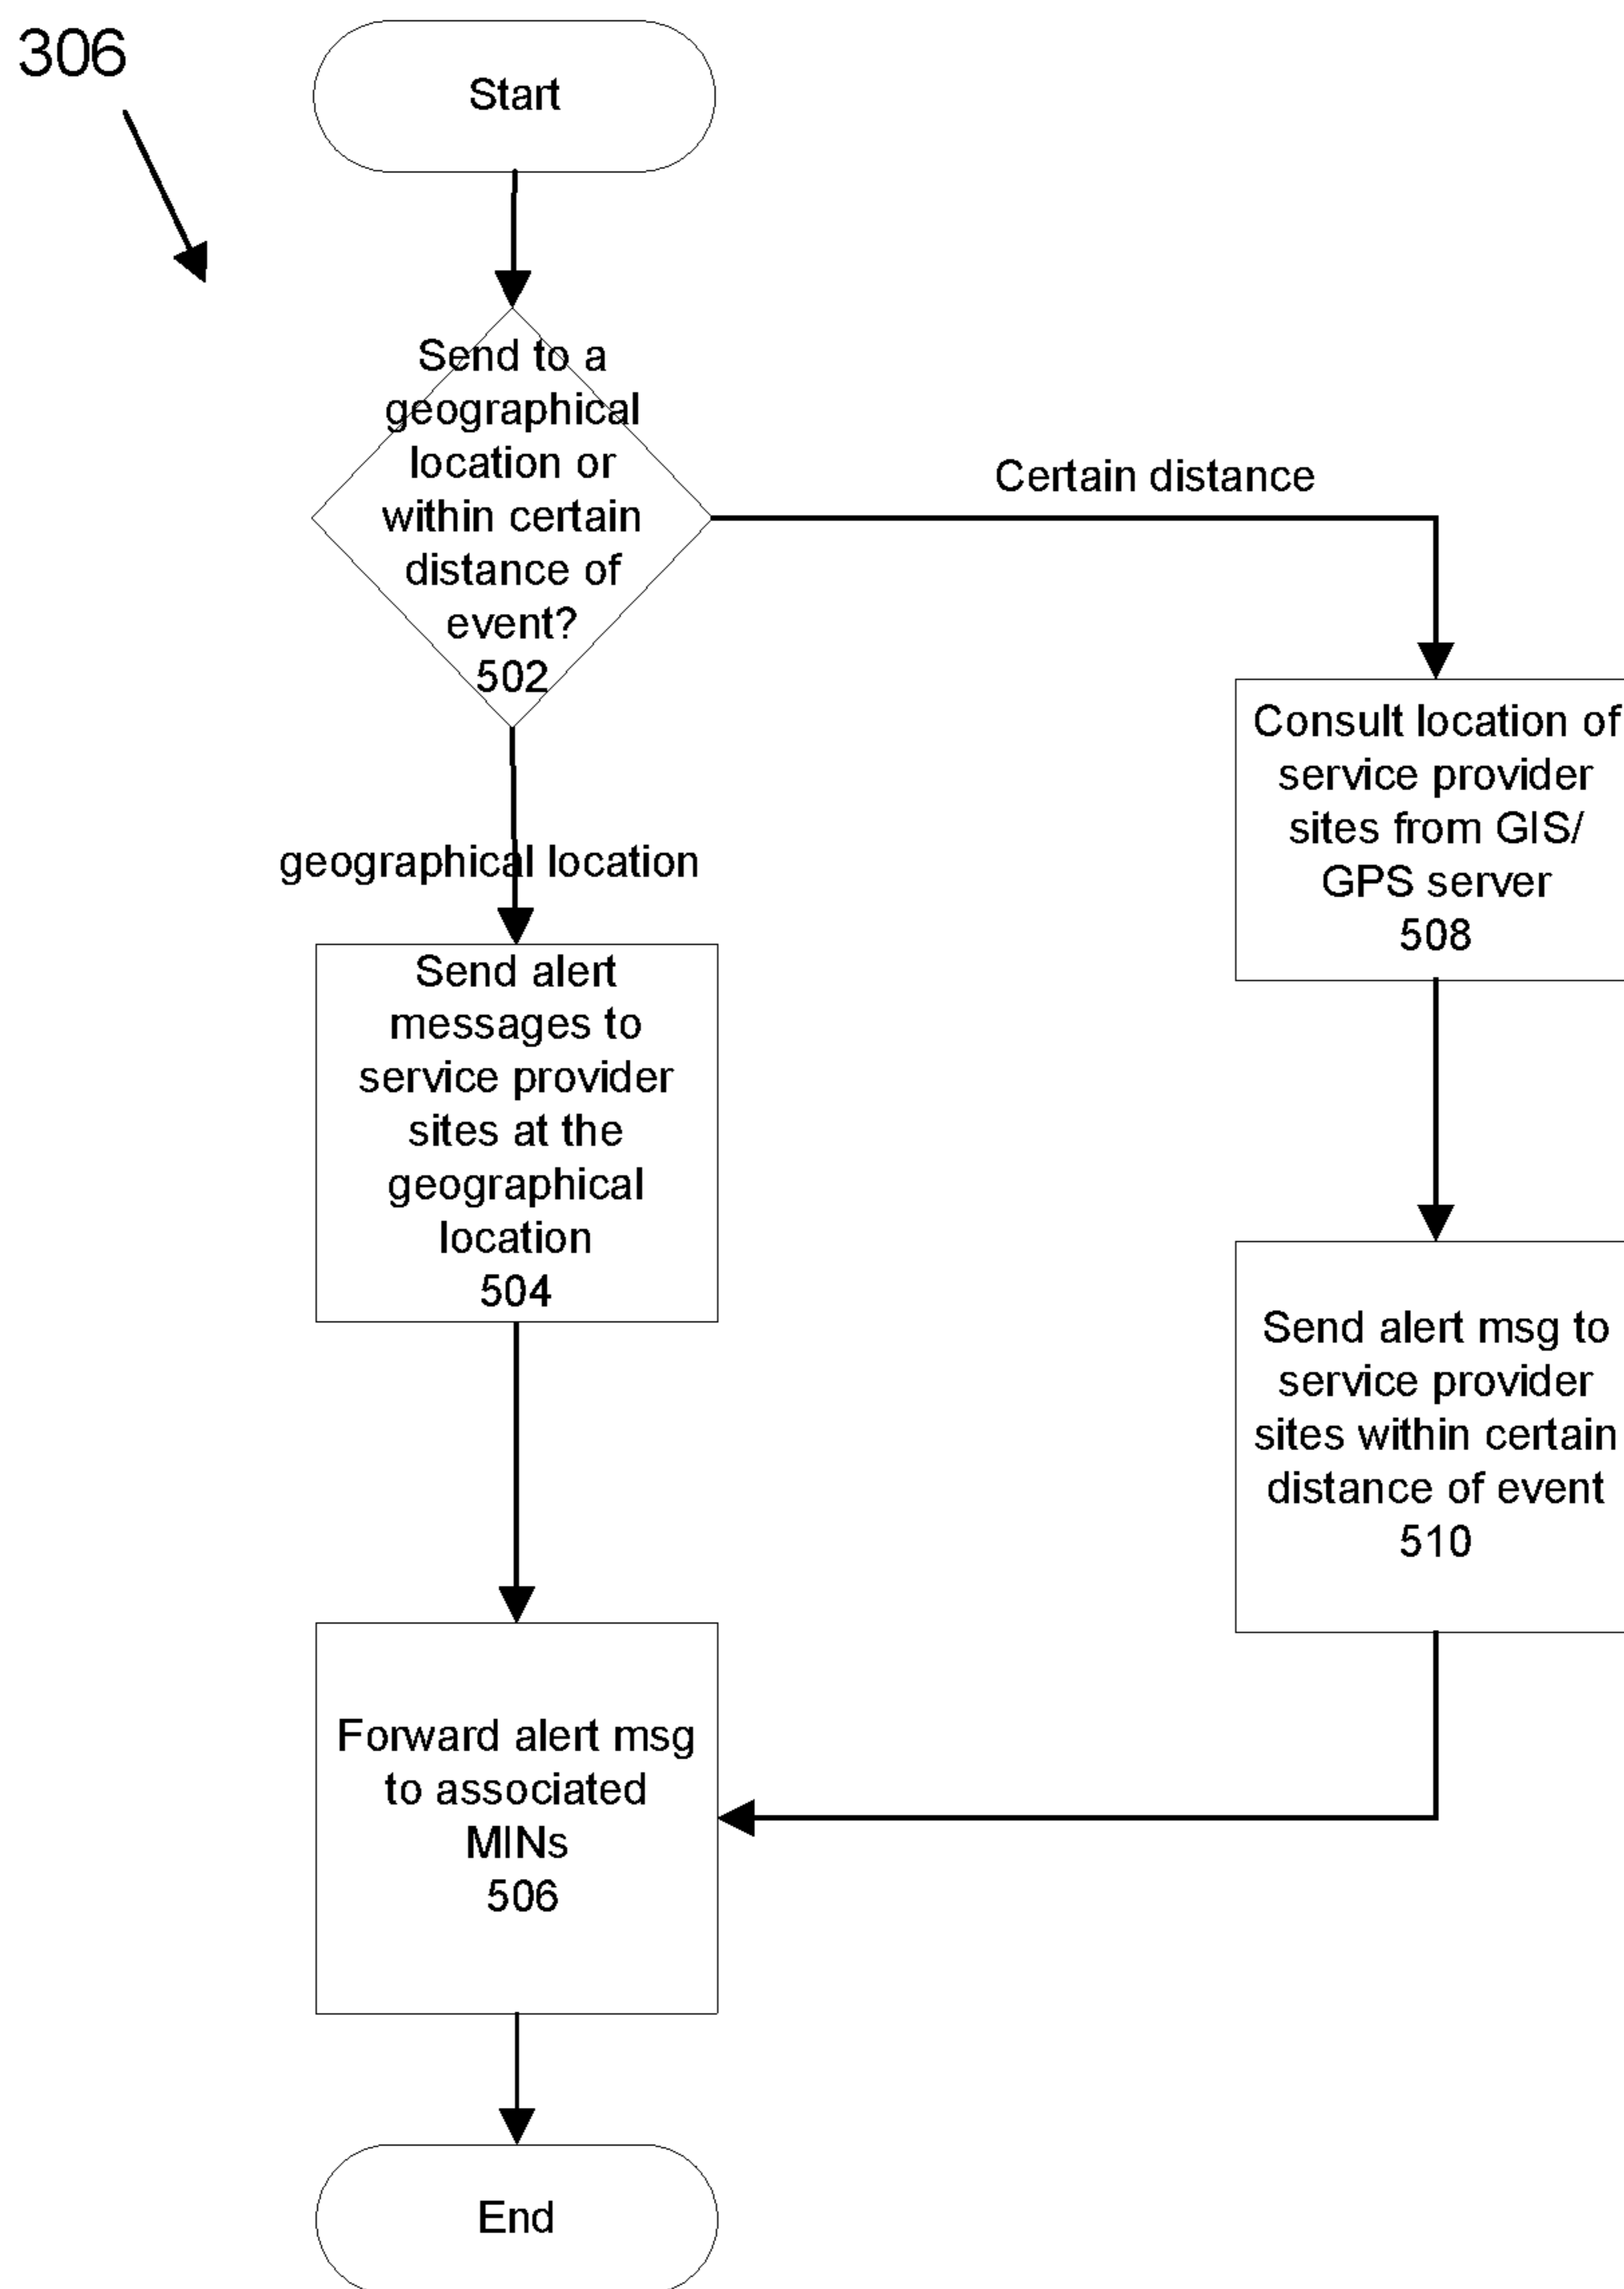 306
Start
Send to a
geographical
location or
within certain
distance of
event?
502
Certain distance
geographical location
Consult location of
service provider
sites from GIS/
GPS server
508
Send alert
messages to
service provider
sites at the
geographical
location
504
Send alert msg to
service provider
sites within certain
distance of event
510
Forward alert msg
to associated
MINs
506
End